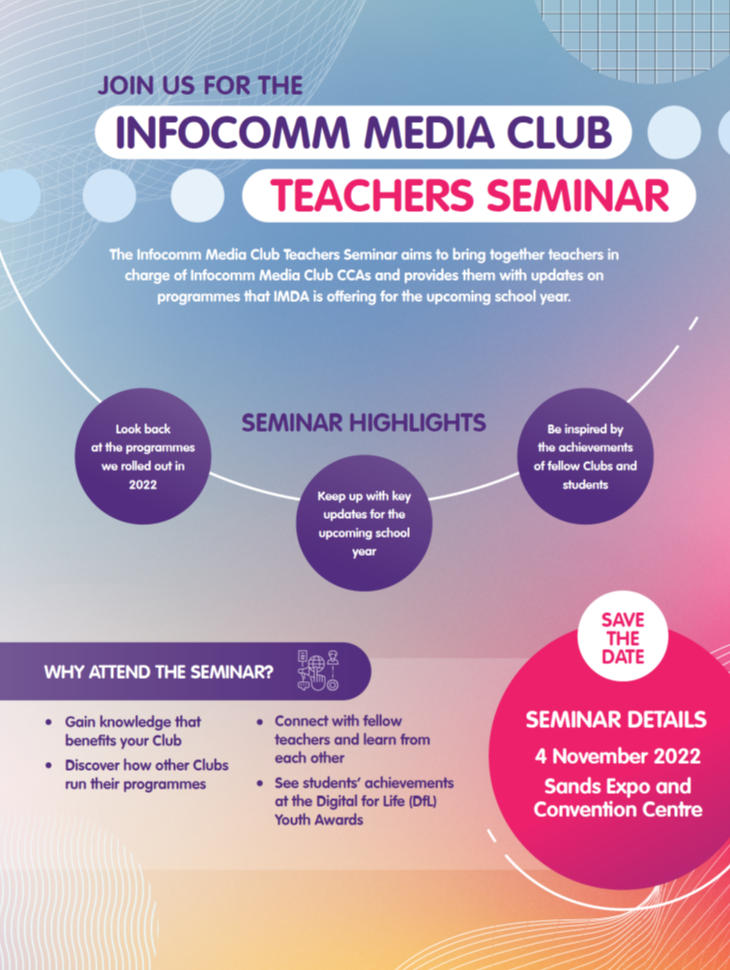 JOIN US FOR THE
INFOCOMM MEDIA CLUB
TEACHERS SEMINAR
The Infocomm Media Club Teachers Seminar aims to bring together teachers in
charge of Infocomm Media Club CCAs and provides them with updates on
programmes that IMDA is offering for the upcoming school year.
SEMINAR HIGHLIGHTS
Look back
at the programmes
we rolled out in
2022
Keep up with key
updates for the
upcoming school
year
Be inspired by
the achievements
of fellow Clubs and
students
WHY ATTEND THE SEMINAR?
• Gain knowledge that
benefits your Club
• Discover how other Clubs
run their programmes
• Connect with fellow
teachers and learn from
each other
• See students' achievements
at the Digital for Life (DfL)
Youth Awards
SAVE
THE
DATE
SEMINAR DETAILS
4 November 2022
Sands Expo and
Convention Centre